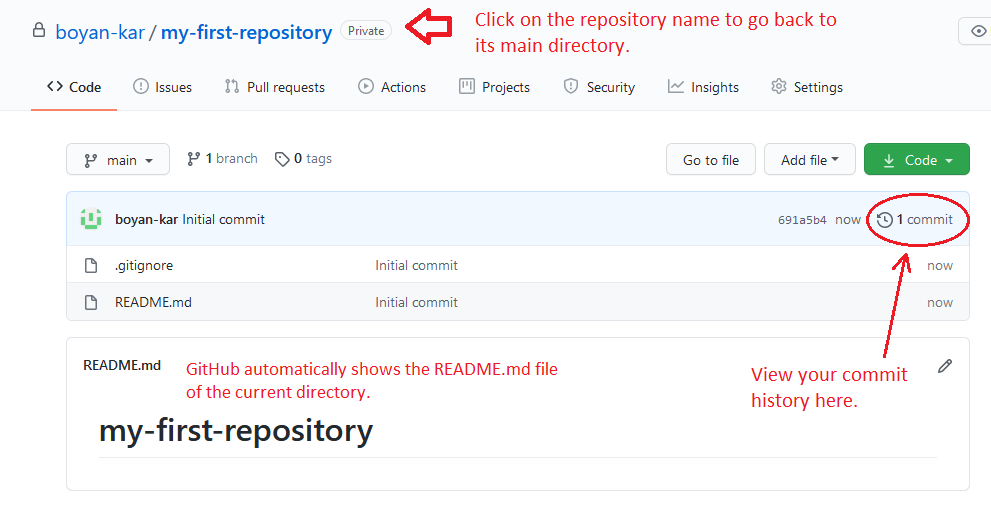 boyan-kar / my-first-repository Private
Click on the repository name to go back to
its main directory.
Code Issues Pull requests Actions Projects Security Insights Settings
main 1 branch 0 tags Go to file Add file Code
boyan-kar Initial commit 691a5b4 now 1 commit
.gitignore Initial commit now
README.md Initial commit now
README.md
GitHub automatically shows the README.md file
of the current directory.
View your commit
history here.
my-first-repository